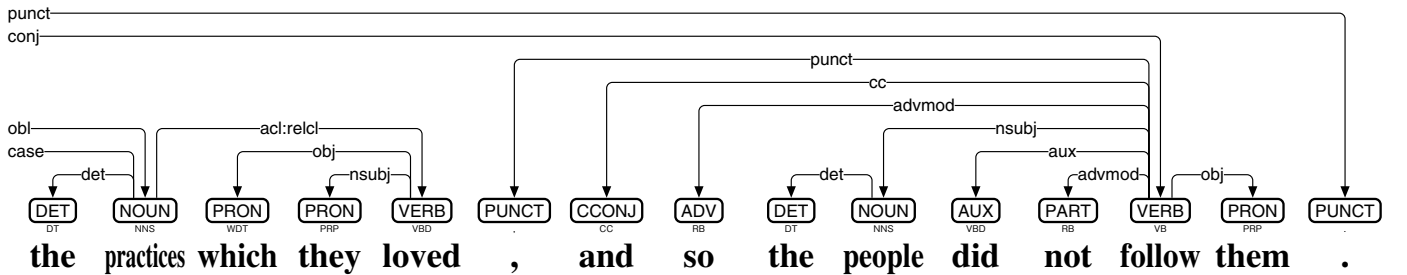 punct
conj
punct
cc
advmod
obl acl:relcl nsubj
case obj aux
det nsubj det advmod obj
DET NOUN PRON PRON VERB PUNCT CCONJ ADV DET NOUN AUX PART VERB PRON PUNCT
DT NNS WDT PRP VBD , CC RB DT NNS VBD RB VB PRP .
the practices which they loved , and so the people did not follow them .